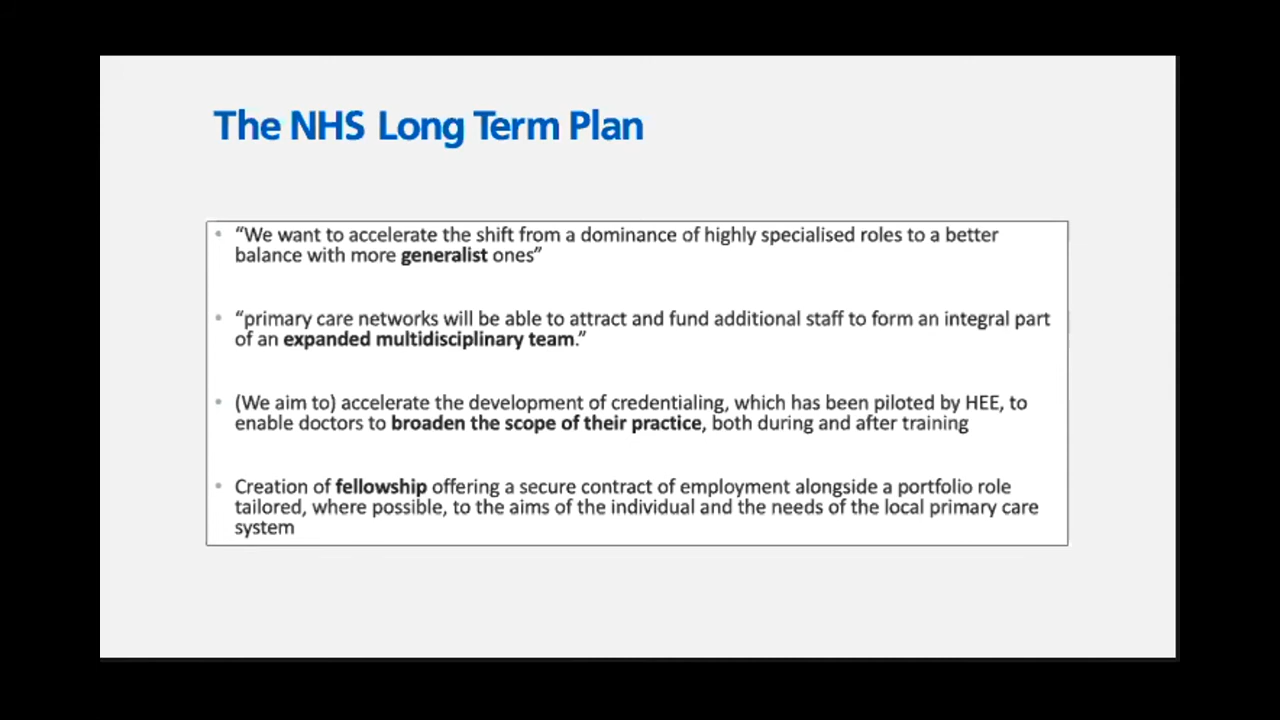 The NHS Long Term Plan
• “We want to accelerate the shift from a dominance of highly specialised roles to a better
balance with more generalist ones”
• “primary care networks will be able to attract and fund additional staff to form an integral part
of an expanded multidisciplinary team.”
• (We aim to) accelerate the development of credentialing, which has been piloted by HEE, to
enable doctors to broaden the scope of their practice, both during and after training
• Creation of fellowship offering a secure contract of employment alongside a portfolio role
tailored, where possible, to the aims of the individual and the needs of the local primary care
system